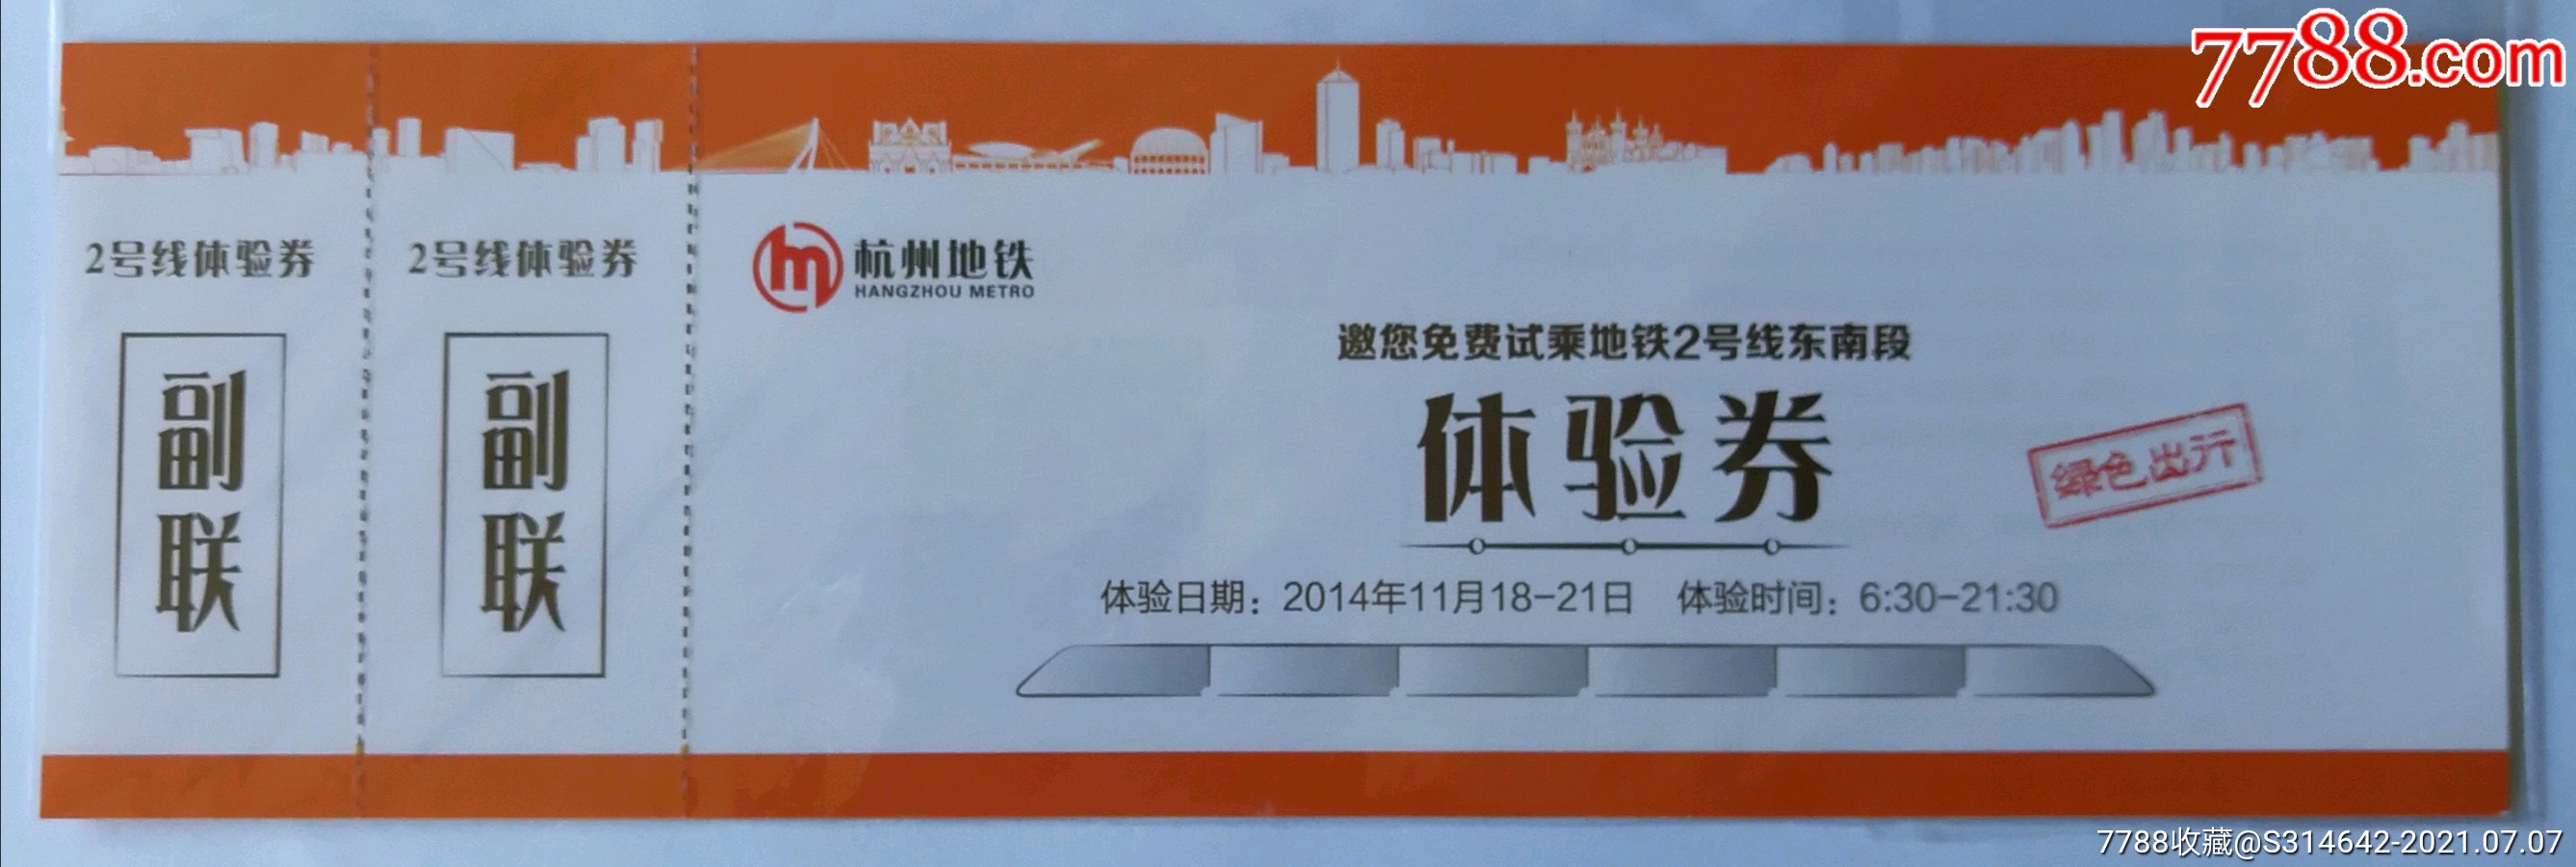 7788.com
2号线体验券
副联
2号线体验券
副联
杭州地铁
HANGZHOU METRO
邀您免费试乘地铁2号线东南段
体验券
绿色出行
体验日期：2014年11月18-21日 体验时间：6:30-21:30
7788收藏@S314642-2021.07.07